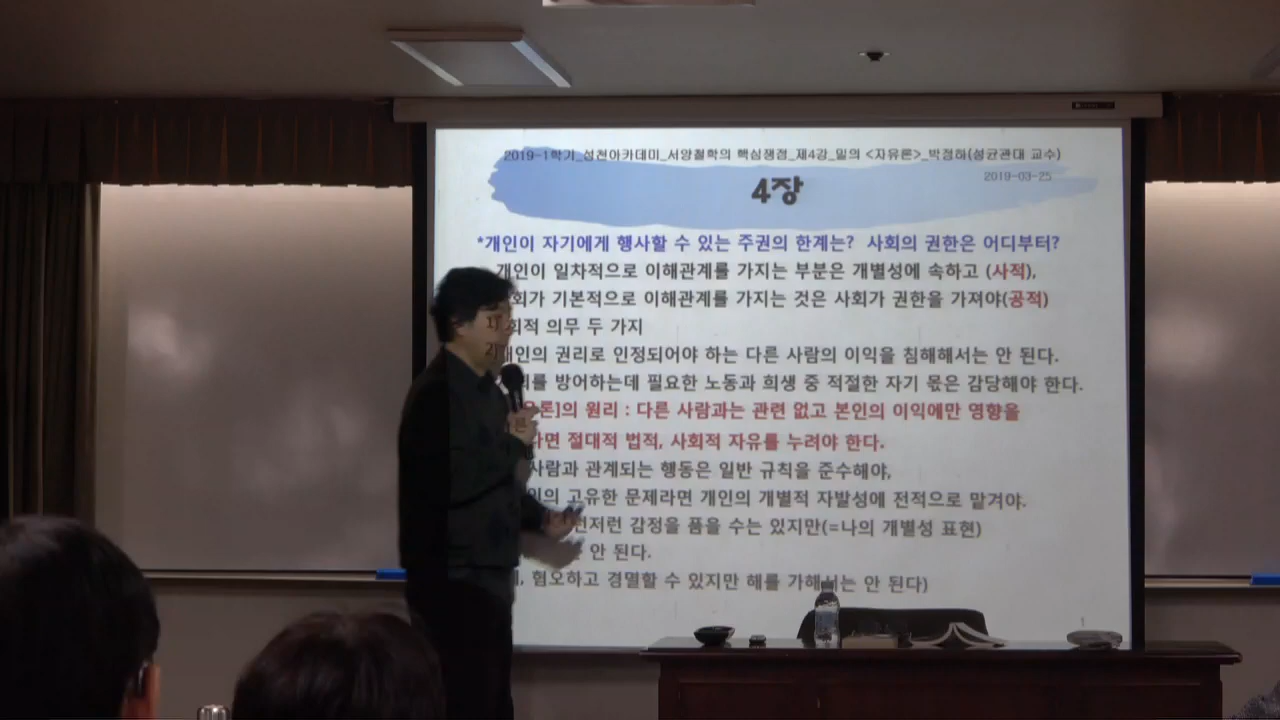 2019-1학기_성천아카데미_서양철학의 핵심쟁점_제4강_밀의 <자유론>_박정하(성균관대 교수)
2019-03-25
4장
*개인이 자기에게 행사할 수 있는 주권의 한계는? 사회의 권한은 어디부터?
개인이 일차적으로 이해관계를 가지는 부분은 개별성에 속하고 (사적),
회가 기본적으로 이해관계를 가지는 것은 사회가 권한을 가져야(공적)
회적 의무 두 가지
1)
2)개인의 권리로 인정되어야 하는 다른 사람의 이익을 침해해서는 안 된다.
를 방어하는데 필요한 노동과 희생 중 적절한 자기 몫은 감당해야 한다.
론]의 원리 : 다른 사람과는 관련 없고 본인의 이익에만 영향을
라면 절대적 법적, 사회적 자유를 누려야 한다.
른 사람과 관계되는 행동은 일반 규칙을 준수해야,
인의 고유한 문제라면 개인의 개별적 자발성에 전적으로 맡겨야.
런저런 감정을 품을 수는 있지만(=나의 개별성 표현)
안 된다.
, 혐오하고 경멸할 수 있지만 해를 가해서는 안 된다)